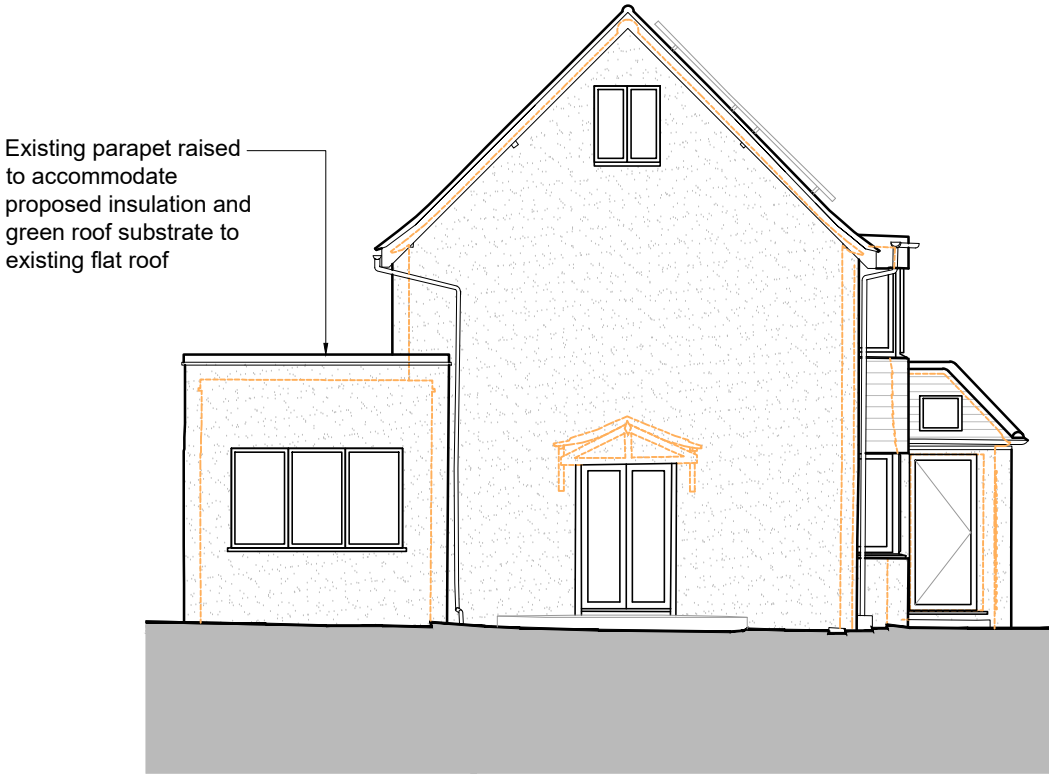 Existing parapet raised
to accommodate
proposed insulation and
green roof substrate to
existing flat roof